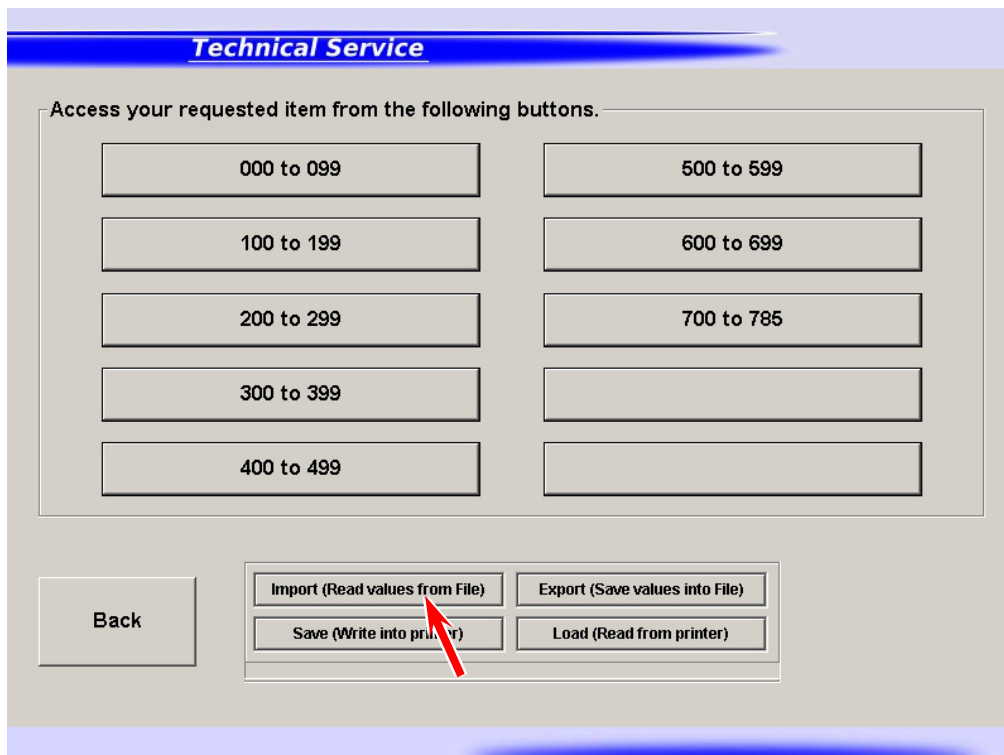 Technical Service
Access your requested item from the following buttons.
000 to 099
500 to 599
100 to 199
600 to 699
200 to 299
700 to 785
300 to 399
400 to 499
Back
Import (Read values from File)
Export (Save values into File)
Save (Write into printer)
Load (Read from printer)